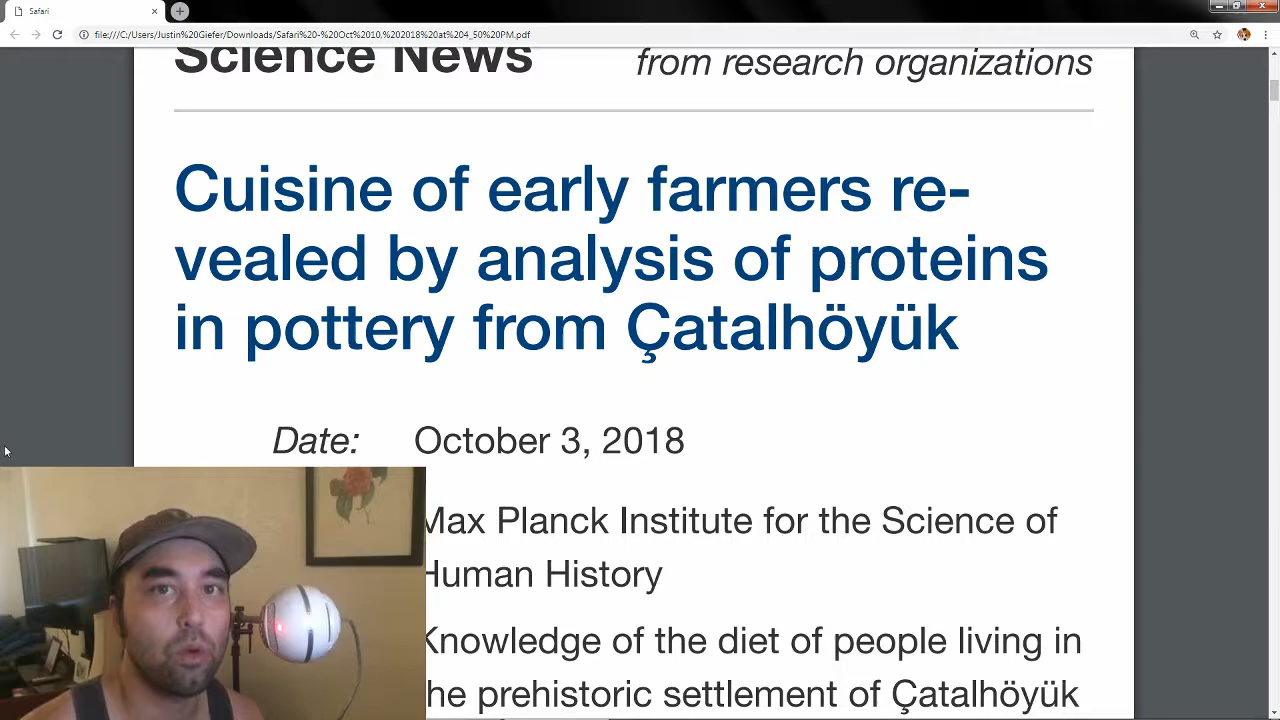 Safari
file:///C:/Users/Justin%20Giefer/Downloads/Safari%20-%20Oct%2010,%202018%20at%204_50%20PM.pdf
Science News from research organizations
Cuisine of early farmers re-
vealed by analysis of proteins
in pottery from Çatalhöyük
Date: October 3, 2018
Max Planck Institute for the Science of
Human History
Knowledge of the diet of people living in
he prehistoric settlement of Çatalhöyük